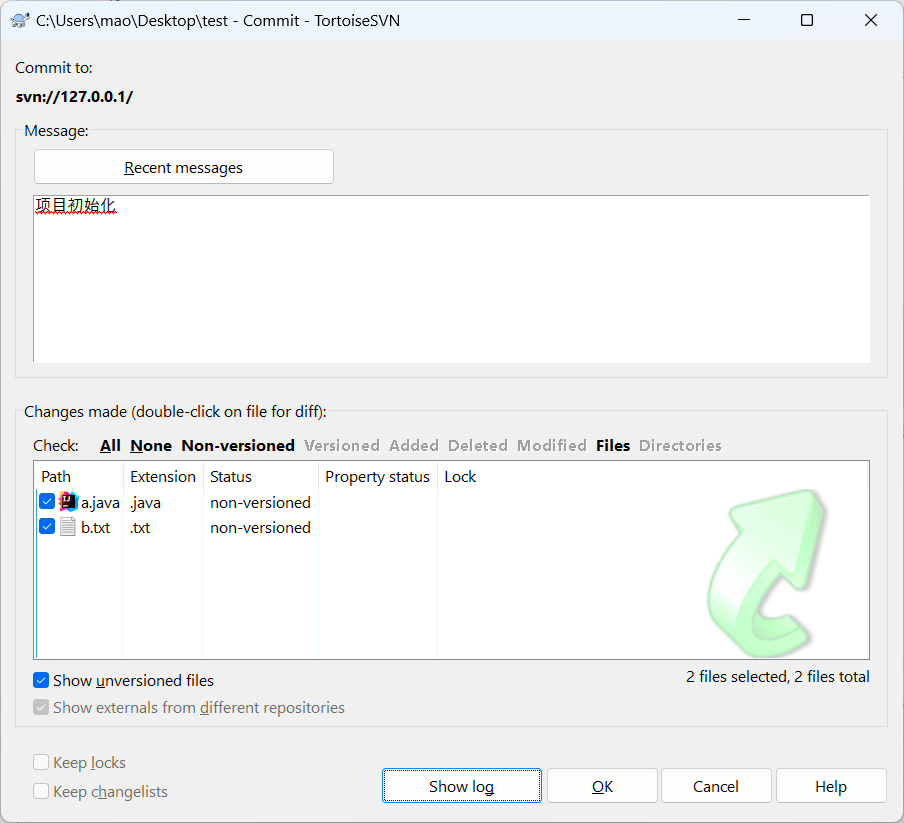 C:\Users\mao\Desktop\test - Commit - TortoiseSVN
Commit to:
svn://127.0.0.1/
Message:
Recent messages
项目初始化
Changes made (double-click on file for diff):
Check: All None Non-versioned Versioned Added Deleted Modified Files Directories
Path Extension Status Property status Lock
a.java .java non-versioned
b.txt .txt non-versioned
Show unversioned files
2 files selected, 2 files total
Show externals from different repositories
Keep locks
Keep changelists
Show log OK Cancel Help